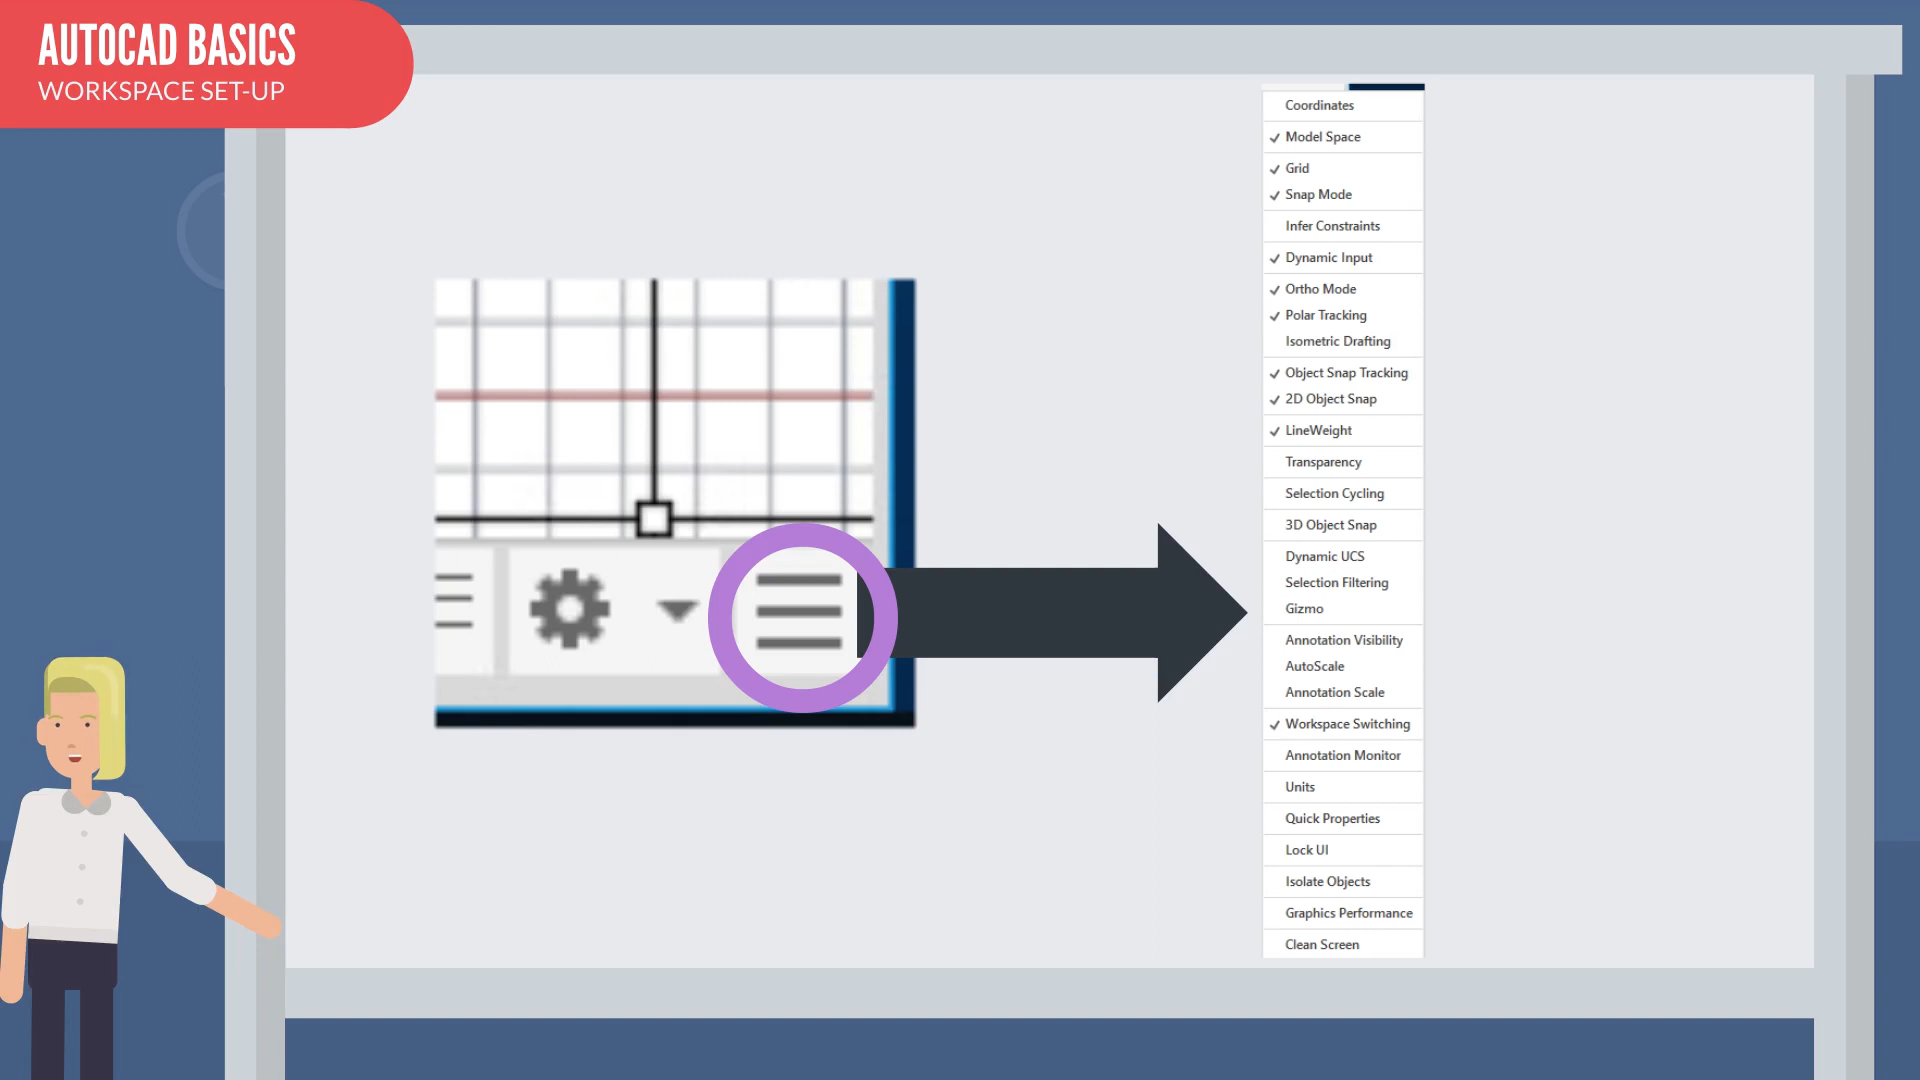 AUTOCAD BASICS
WORKSPACE SET-UP
Coordinates
Model Space
Grid
Snap Mode
Infer Constraints
Dynamic Input
Ortho Mode
Polar Tracking
Isometric Drafting
Object Snap Tracking
2D Object Snap
LineWeight
Transparency
Selection Cycling
3D Object Snap
Dynamic UCS
Selection Filtering
Gizmo
Annotation Visibility
AutoScale
Annotation Scale
Workspace Switching
Annotation Monitor
Units
Quick Properties
Lock UI
Isolate Objects
Graphics Performance
Clean Screen